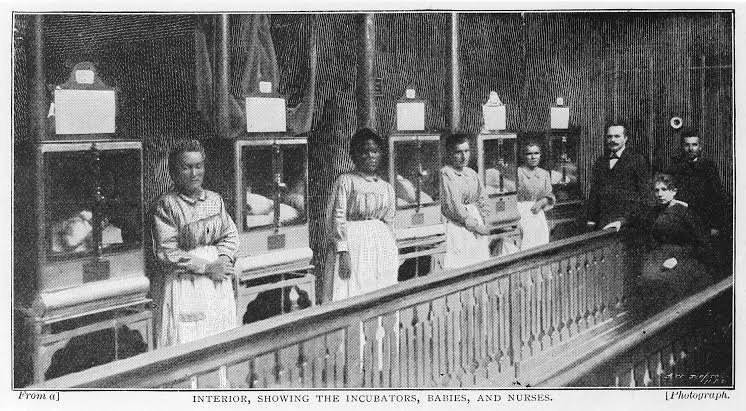 From a]
INTERIOR, SHOWING THE INCUBATORS, BABIES, AND NURSES.
[Photograph.